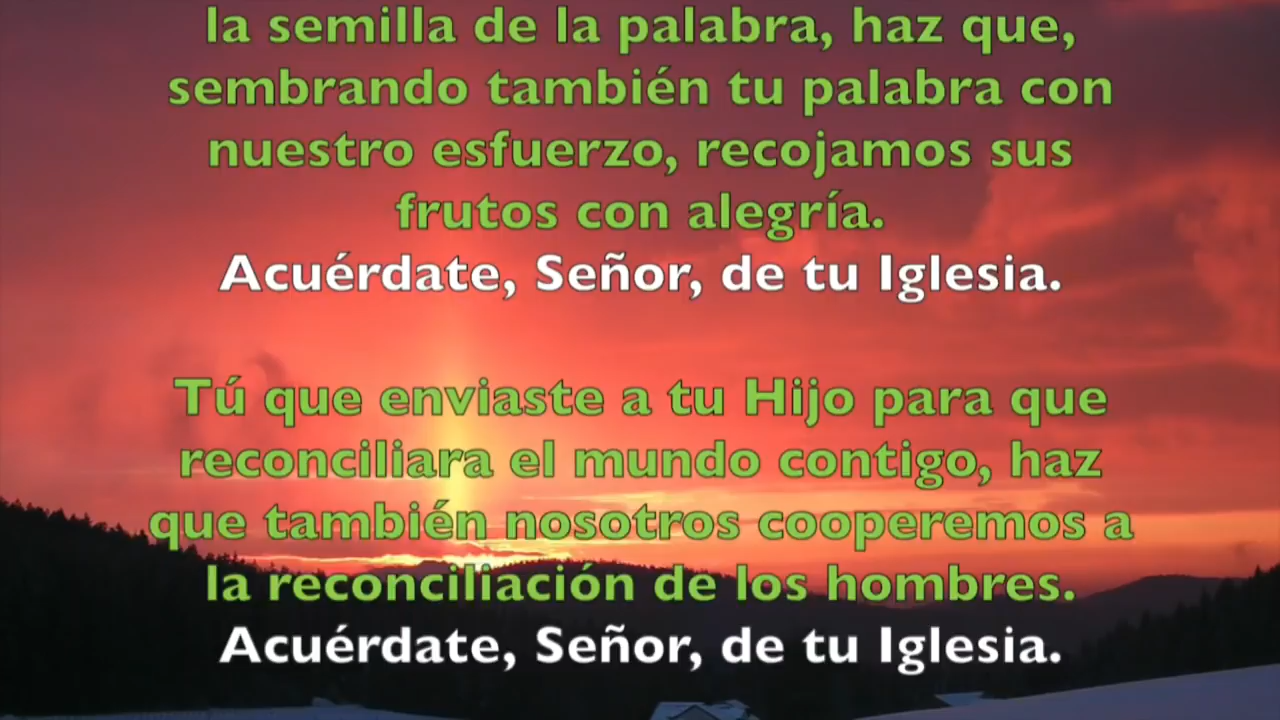 la semilla de la palabra, haz que,
sembrando también tu palabra con
nuestro esfuerzo, recojamos sus
frutos con alegría.
Acuérdate, Señor, de tu Iglesia.
Tú que enviaste a tu Hijo para que
reconciliara el mundo contigo, haz
que también nosotros cooperemos a
la reconciliación de los hombres.
Acuérdate, Señor, de tu Iglesia.